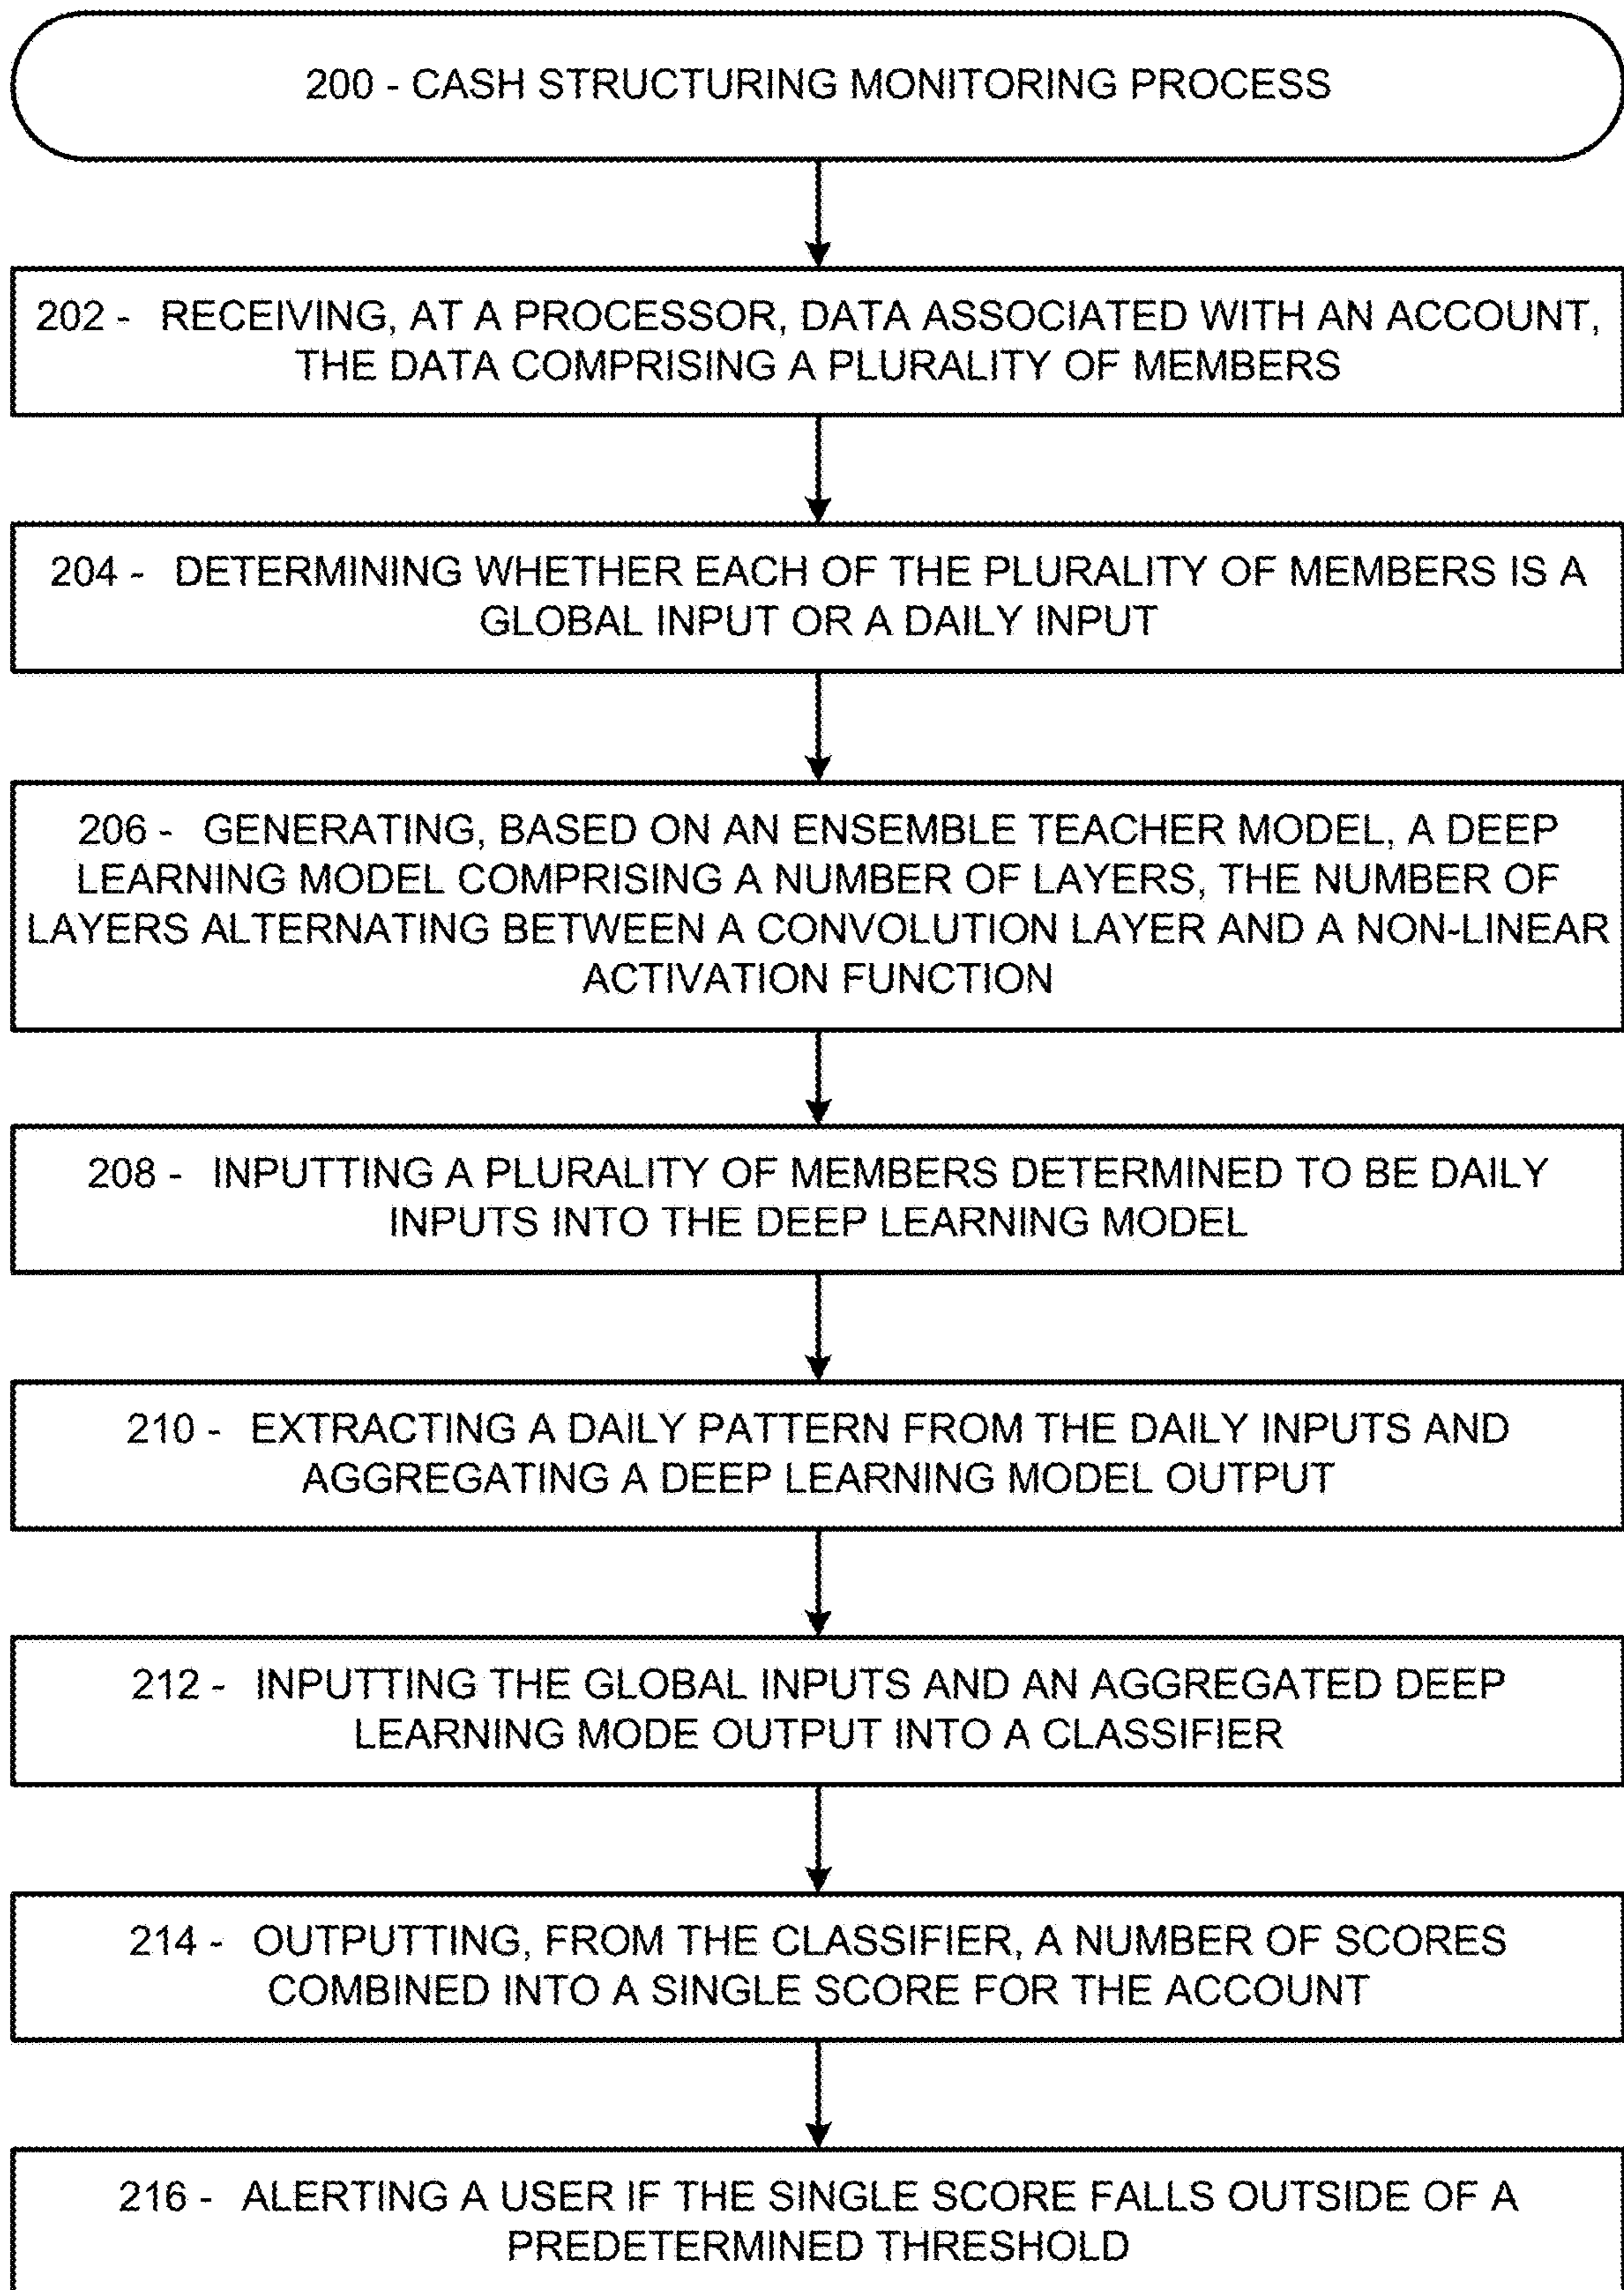 200 - CASH STRUCTURING MONITORING PROCESS
202 - RECEIVING, AT A PROCESSOR, DATA ASSOCIATED WITH AN ACCOUNT,
THE DATA COMPRISING A PLURALITY OF MEMBERS
204 - DETERMINING WHETHER EACH OF THE PLURALITY OF MEMBERS IS A
GLOBAL INPUT OR A DAILY INPUT
206 - GENERATING, BASED ON AN ENSEMBLE TEACHER MODEL, A DEEP
LEARNING MODEL COMPRISING A NUMBER OF LAYERS, THE NUMBER OF
LAYERS ALTERNATING BETWEEN A CONVOLUTION LAYER AND A NON-LINEAR
ACTIVATION FUNCTION
208 - INPUTTING A PLURALITY OF MEMBERS DETERMINED TO BE DAILY
INPUTS INTO THE DEEP LEARNING MODEL
210 - EXTRACTING A DAILY PATTERN FROM THE DAILY INPUTS AND
AGGREGATING A DEEP LEARNING MODEL OUTPUT
212 - INPUTTING THE GLOBAL INPUTS AND AN AGGREGATED DEEP
LEARNING MODE OUTPUT INTO A CLASSIFIER
214 - OUTPUTTING, FROM THE CLASSIFIER, A NUMBER OF SCORES
COMBINED INTO A SINGLE SCORE FOR THE ACCOUNT
216 - ALERTING A USER IF THE SINGLE SCORE FALLS OUTSIDE OF A
PREDETERMINED THRESHOLD